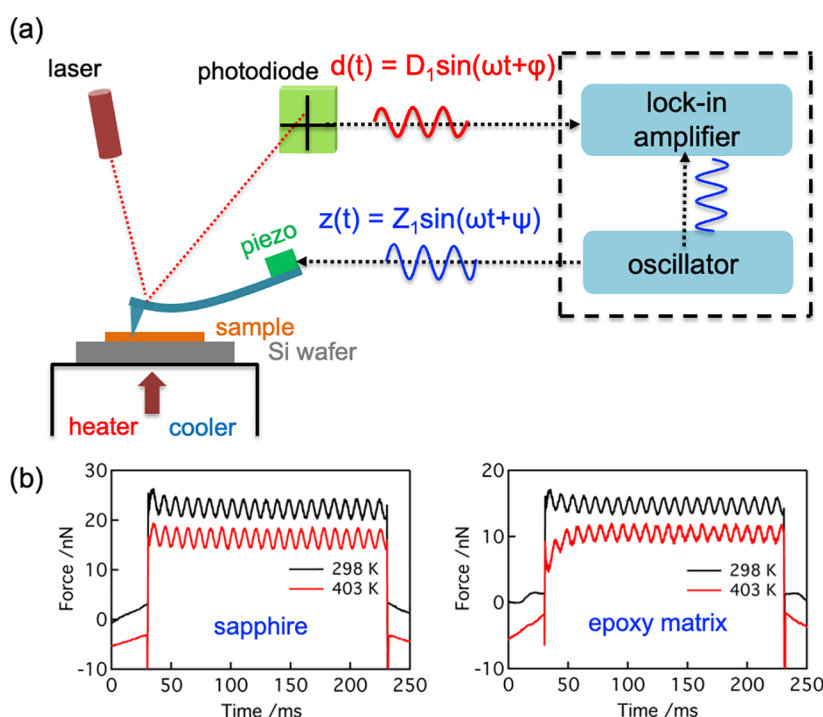 (a)
laser
photodiode
d(t) = D₁sin(ωt+φ)
lock-in
amplifier
z(t) = Z₁sin(ωt+ψ)
piezo
oscillator
sample
Si wafer
heater cooler
(b)
30
20
10
0
-10
Force /nN
298 K
403 K
sapphire
0 50 100 150 200 250
Time /ms
20
10
0
-10
Force /nN
298 K
403 K
epoxy matrix
0 50 100 150 200 250
Time /ms